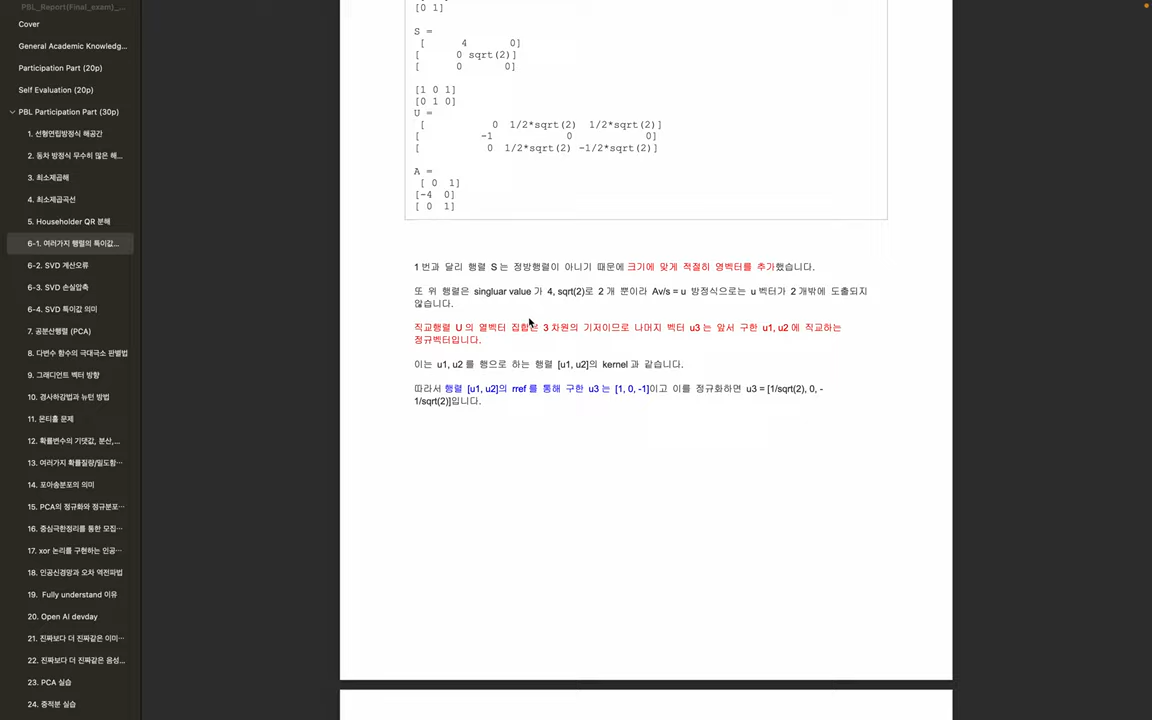 PBL_Report(Final_exam)_...
Cover
General Academic Knowledg...
Participation Part (20p)
Self Evaluation (20p)
PBL Participation Part (30p)
1. 선형연립방정식 해공간
2. 동차 방정식 무수히 많은 해...
3. 최소제곱해
4. 최소제곱곡선
5. Householder QR 분해
6-1. 여러가지 행렬의 특이값...
6-2. SVD 계산오류
6-3. SVD 손실압축
6-4. SVD 특이값 의미
7. 공분산행렬 (PCA)
8. 다변수 함수의 극대극소 판별법
9. 그래디언트 벡터 방향
10. 경사하강법과 뉴턴 방법
11. 몬티홀 문제
12. 확률변수의 기댓값, 분산,...
13. 여러가지 확률질량/밀도함...
14. 포아송분포의 의미
15. PCA의 정규화와 정규분포...
16. 중심극한정리를 통한 모집...
17. xor 논리를 구현하는 인공...
18. 인공신경망과 오차 역전파법
19. Fully understand 이유
20. Open AI devday
21. 진짜보다 더 진짜같은 이미...
22. 진짜보다 더 진짜같은 음성...
23. PCA 실습
24. 중적분 실습
[0 1]
S =
[ 4 0]
[ 0 sqrt(2)]
[ 0 0]
[1 0 1]
[0 1 0]
U =
[ 0 1/2*sqrt(2) 1/2*sqrt(2)]
[ -1 0 0]
[ 0 1/2*sqrt(2) -1/2*sqrt(2)]
A =
[ 0 1]
[-4 0]
[ 0 1]
1 번과 달리 행렬 S 는 정방행렬이 아니기 때문에 크기에 맞게 적절히 영벡터를 추가했습니다.
또 위 행렬은 singluar value 가 4, sqrt(2)로 2 개 뿐이라 Av/s = u 방정식으로는 u 벡터가 2 개밖에 도출되지
않습니다.
직교행렬 U 의 열벡터 집합은 3 차원의 기저이므로 나머지 벡터 u3 는 앞서 구한 u1, u2 에 직교하는
정규벡터입니다.
이는 u1, u2 를 행으로 하는 행렬 [u1, u2]의 kernel 과 같습니다.
따라서 행렬 [u1, u2]의 rref 를 통해 구한 u3 는 [1, 0, -1]이고 이를 정규화하면 u3 = [1/sqrt(2), 0, -
1/sqrt(2)]입니다.